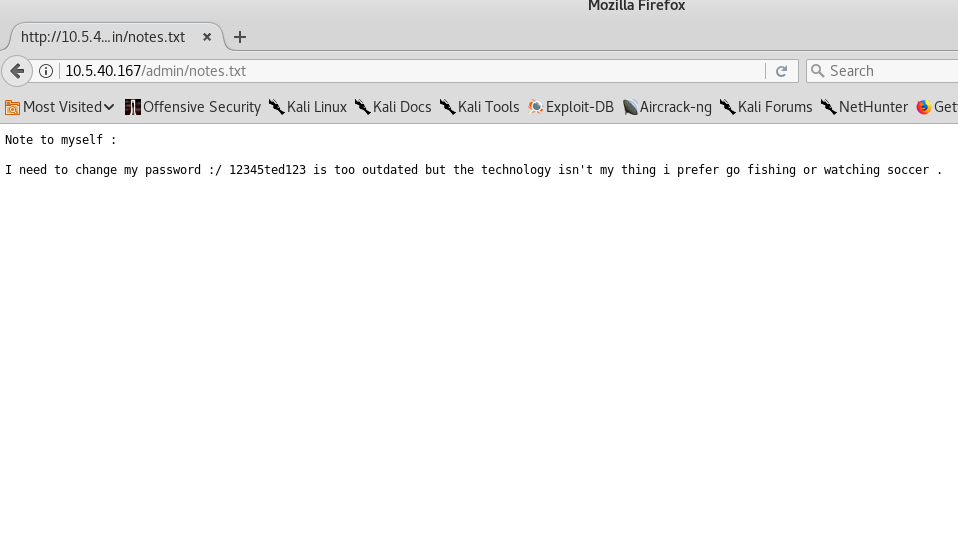 Mozilla Firefox
http://10.5.4...in/notes.txt
10.5.40.167/admin/notes.txt
Search
Most Visited Offensive Security Kali Linux Kali Docs Kali Tools Exploit-DB Aircrack-ng Kali Forums NetHunter Get
Note to myself :
I need to change my password :/ 12345ted123 is too outdated but the technology isn't my thing i prefer go fishing or watching soccer .